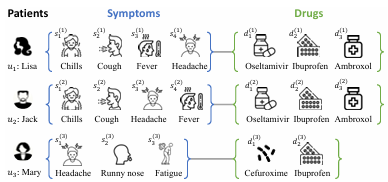 Patients Symptoms Drugs
s₁⁽¹⁾ s₂⁽¹⁾ s₃⁽¹⁾ s₄⁽¹⁾ d₁⁽¹⁾ d₂⁽¹⁾ d₃⁽¹⁾
u₁: Lisa Chills Cough Fever Headache Oseltamivir Ibuprofen Ambroxol
s₁⁽²⁾ s₂⁽²⁾ s₃⁽²⁾ s₄⁽²⁾ d₁⁽²⁾ d₂⁽²⁾ d₃⁽²⁾
u₂: Jack Chills Cough Headache Fever Oseltamivir Ibuprofen Ambroxol
s₁⁽³⁾ s₂⁽³⁾ s₃⁽³⁾ d₁⁽³⁾ d₂⁽³⁾
u₃: Mary Headache Runny nose Fatigue Cefuroxime Ibuprofen